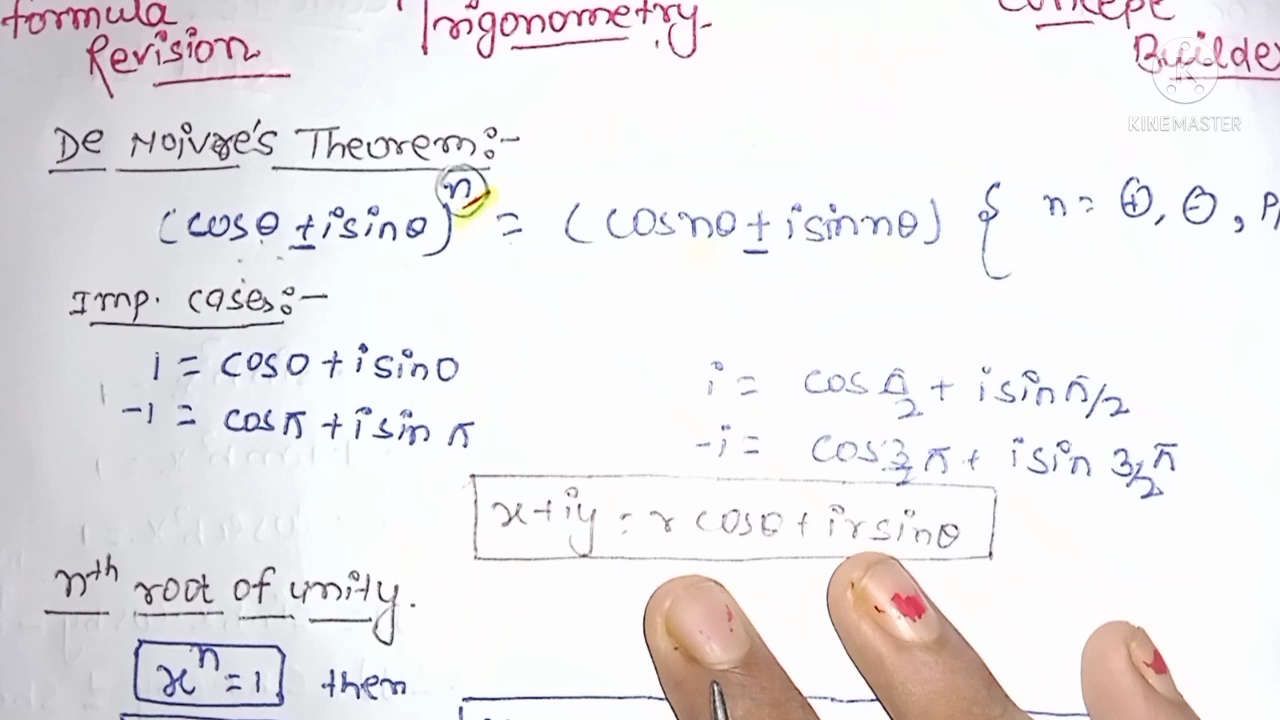 formula Trigonometry. Concept
Revision Builder
KINEMASTER
De Moivre's Theorem:-
(cosθ ± isinθ)^n = (cosnθ ± isinnθ) { n = ⊕, ⊖,
Imp. cases:-
1 = cos0 + isin0
-1 = cosπ + isin π
i = cos π/2 + isin π/2
-i = cos 3/2 π + isin 3/2 π
x+iy = r cosθ + ir sinθ
n^th root of unity.
x^n = 1 then